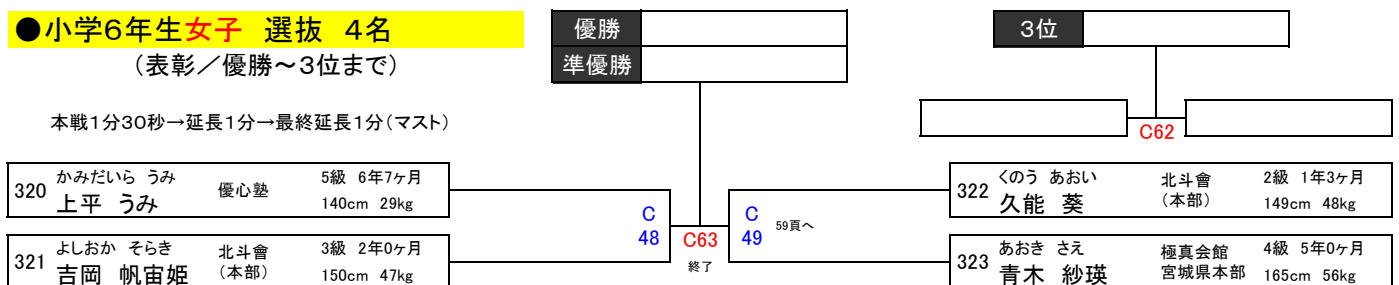 ●小学6年生女子 選抜 4名
(表彰/優勝~3位まで)
本戦1分30秒→延長1分→最終延長1分(マスト)
優勝
準優勝
3位
C62
320 かみだいら うみ 優心塾 5級 6年7ヶ月
上平 うみ 140cm 29kg
321 よしおか そらき 北斗會 3級 2年0ヶ月
吉岡 帆宙姫 (本部) 150cm 47kg
C
48
C63
終了
C
49
59頁へ
322 くのう あおい 北斗會 2級 1年3ヶ月
久能 葵 (本部) 149cm 48kg
323 あおき さえ 極真会館 4級 5年0ヶ月
青木 紗瑛 宮城県本部 165cm 56kg